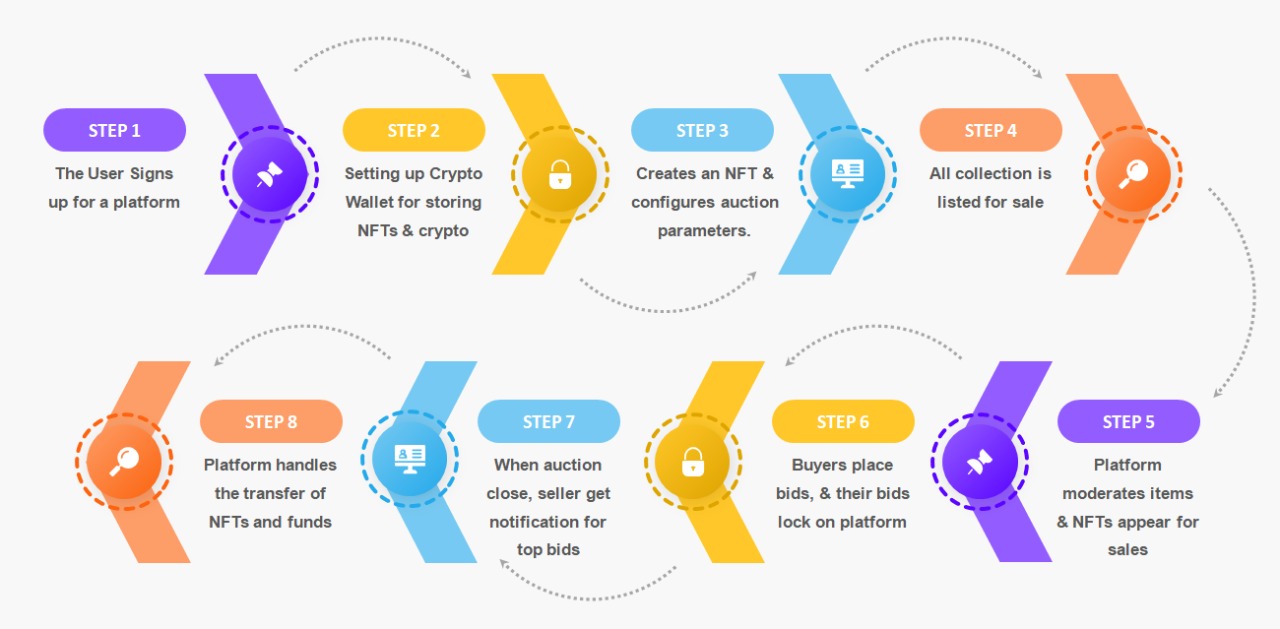 STEP 1
The User Signs
up for a platform
STEP 2
Setting up Crypto
Wallet for storing
NFTs & crypto
STEP 3
Creates an NFT &
configures auction
parameters.
STEP 4
All collection is
listed for sale
STEP 5
Platform
moderates items
& NFTs appear for
sales
STEP 6
Buyers place
bids, & their bids
lock on platform
STEP 7
When auction
close, seller get
notification for
top bids
STEP 8
Platform handles
the transfer of
NFTs and funds